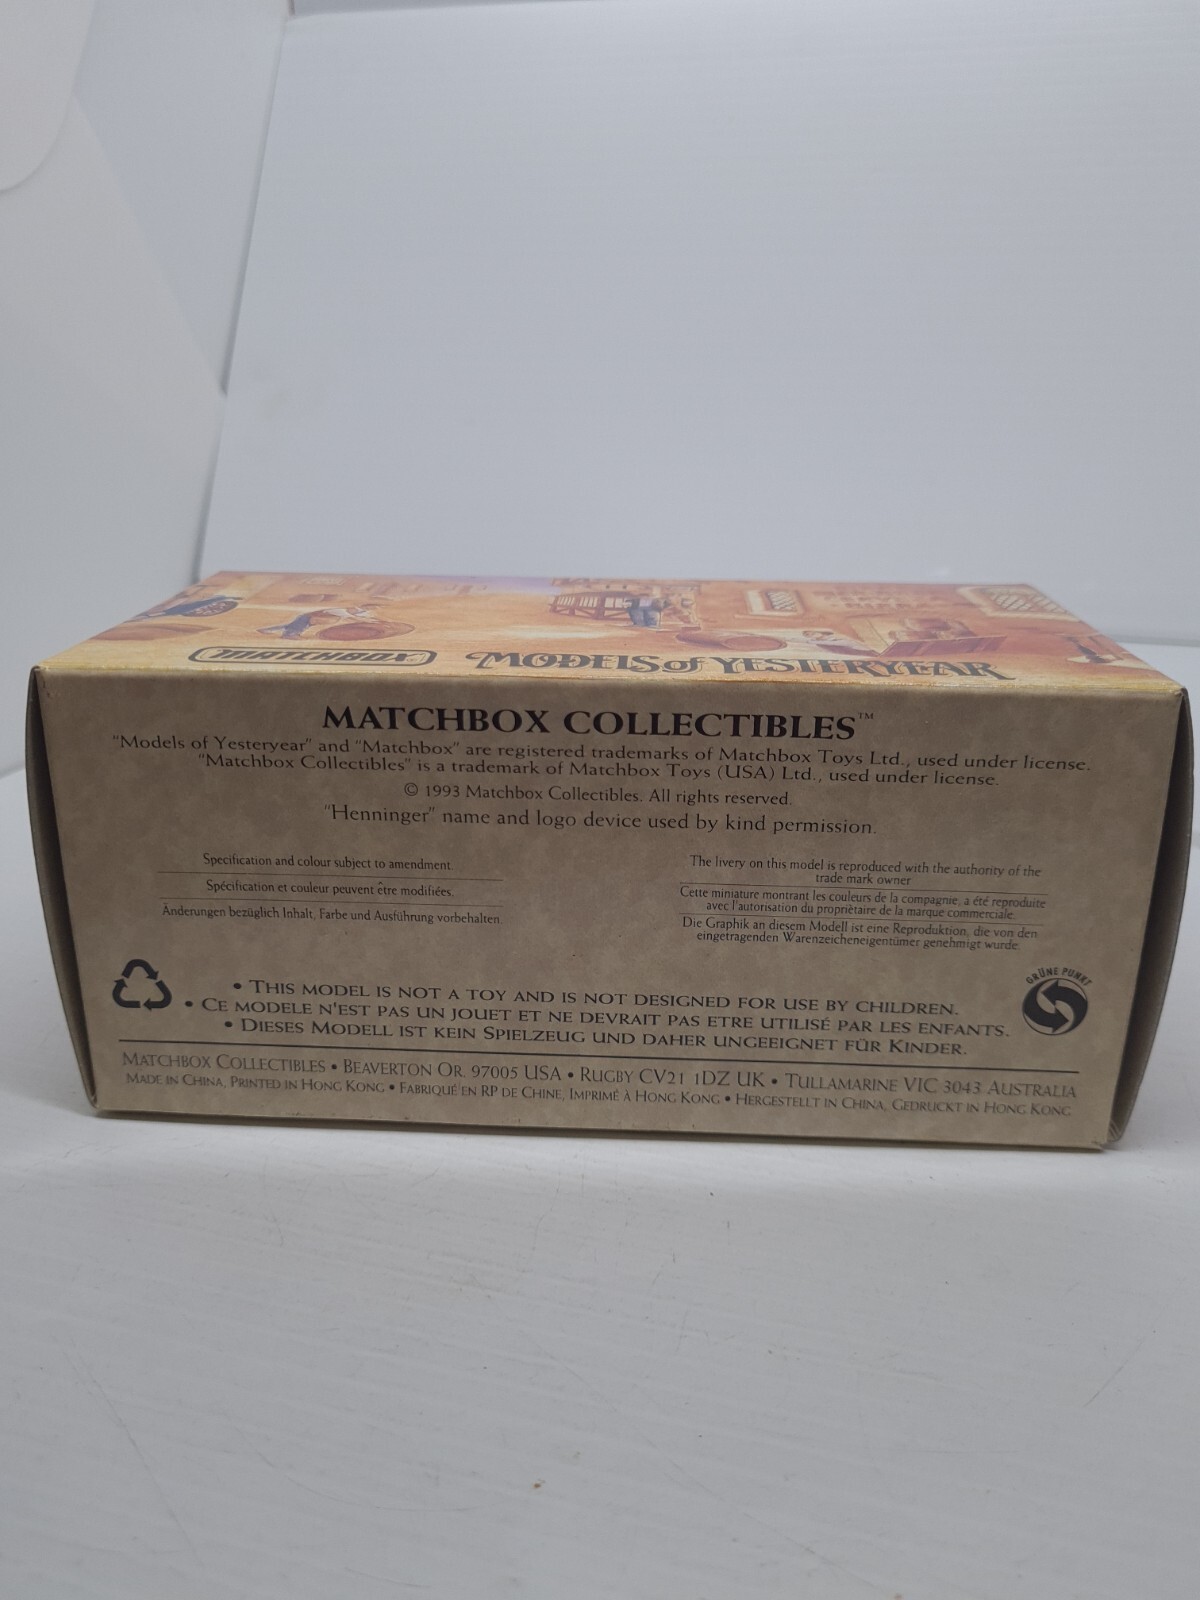 MATCHBOX
MODELS of YESTERYEAR
MATCHBOX COLLECTIBLES™
"Models of Yesteryear" and "Matchbox" are registered trademarks of Matchbox Toys Ltd., used under license.
"Matchbox Collectibles" is a trademark of Matchbox Toys (USA) Ltd., used under license.
© 1993 Matchbox Collectibles. All rights reserved.
"Henninger" name and logo device used by kind permission.
Specification and colour subject to amendment.
Spécification et couleur peuvent être modifiées.
Änderungen bezüglich Inhalt, Farbe und Ausführung vorbehalten.
The livery on this model is reproduced with the authority of the
trade mark owner
Cette miniature montrant les couleurs de la compagnie, a été reproduite
avec l'autorisation du propriètaire de la marque commerciale.
Die Graphik an diesem Modell ist eine Reproduktion, die von den
eingetragenden Warenzeicheneigentümer genehmigt wurde.
GRÜNE PUNKT
• THIS MODEL IS NOT A TOY AND IS NOT DESIGNED FOR USE BY CHILDREN.
• CE MODELE N'EST PAS UN JOUET ET NE DEVRAIT PAS ETRE UTILISÉ PAR LES ENFANTS.
• DIESES MODELL IST KEIN SPIELZEUG UND DAHER UNGEEIGNET FÜR KINDER.
MATCHBOX COLLECTIBLES • BEAVERTON OR. 97005 USA • RUGBY CV21 1DZ UK • TULLAMARINE VIC 3043 AUSTRALIA
MADE IN CHINA, PRINTED IN HONG KONG • FABRIQUÉ EN RP DE CHINE, IMPRIMÉ À HONG KONG • HERGESTELLT IN CHINA, GEDRUCKT IN HONG KONG